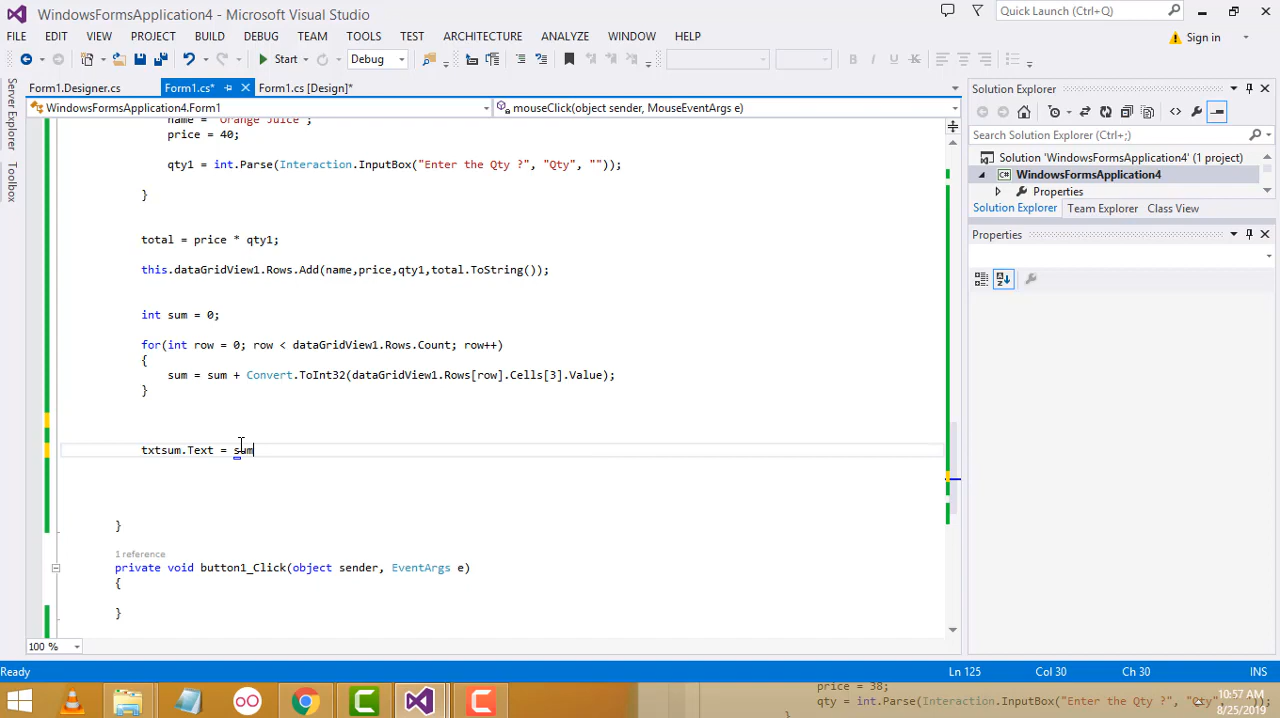 WindowsFormsApplication4 - Microsoft Visual Studio
Quick Launch (Ctrl+Q)
FILE EDIT VIEW PROJECT BUILD DEBUG TEAM TOOLS TEST ARCHITECTURE ANALYZE WINDOW HELP
Sign in
Start Debug
Server Explorer
Toolbox
Form1.Designer.cs Form1.cs* Form1.cs [Design]*
WindowsFormsApplication4.Form1 mouseClick(object sender, MouseEventArgs e)
name = "Orange Juice";
price = 40;
qty1 = int.Parse(Interaction.InputBox("Enter the Qty ?", "Qty", ""));
}
total = price * qty1;
this.dataGridView1.Rows.Add(name,price,qty1,total.ToString());
int sum = 0;
for(int row = 0; row < dataGridView1.Rows.Count; row++)
{
sum = sum + Convert.ToInt32(dataGridView1.Rows[row].Cells[3].Value);
}
txtsum.Text = sum
}
1 reference
private void button1_Click(object sender, EventArgs e)
{
}
100 %
Solution Explorer
Search Solution Explorer (Ctrl+;)
Solution 'WindowsFormsApplication4' (1 project)
C# WindowsFormsApplication4
Properties
Solution Explorer Team Explorer Class View
Properties
Ready Ln 125 Col 30 Ch 30 INS
price = 38;
qty = int.Parse(Interaction.InputBox("Enter the Qty ?", "Qty"
10:57 AM
8/25/2019